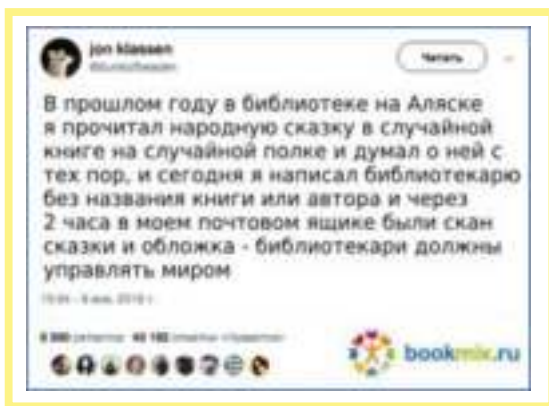 jon klassen
Читать
В прошлом году в библиотеке на Аляске
я прочитал народную сказку в случайной
книге на случайной полке и думал о ней с
тех пор, и сегодня я написал библиотекарю
без названия книги или автора и через
2 часа в моем почтовом ящике были скан
сказки и обложка - библиотекари должны
управлять миром
bookmix.ru